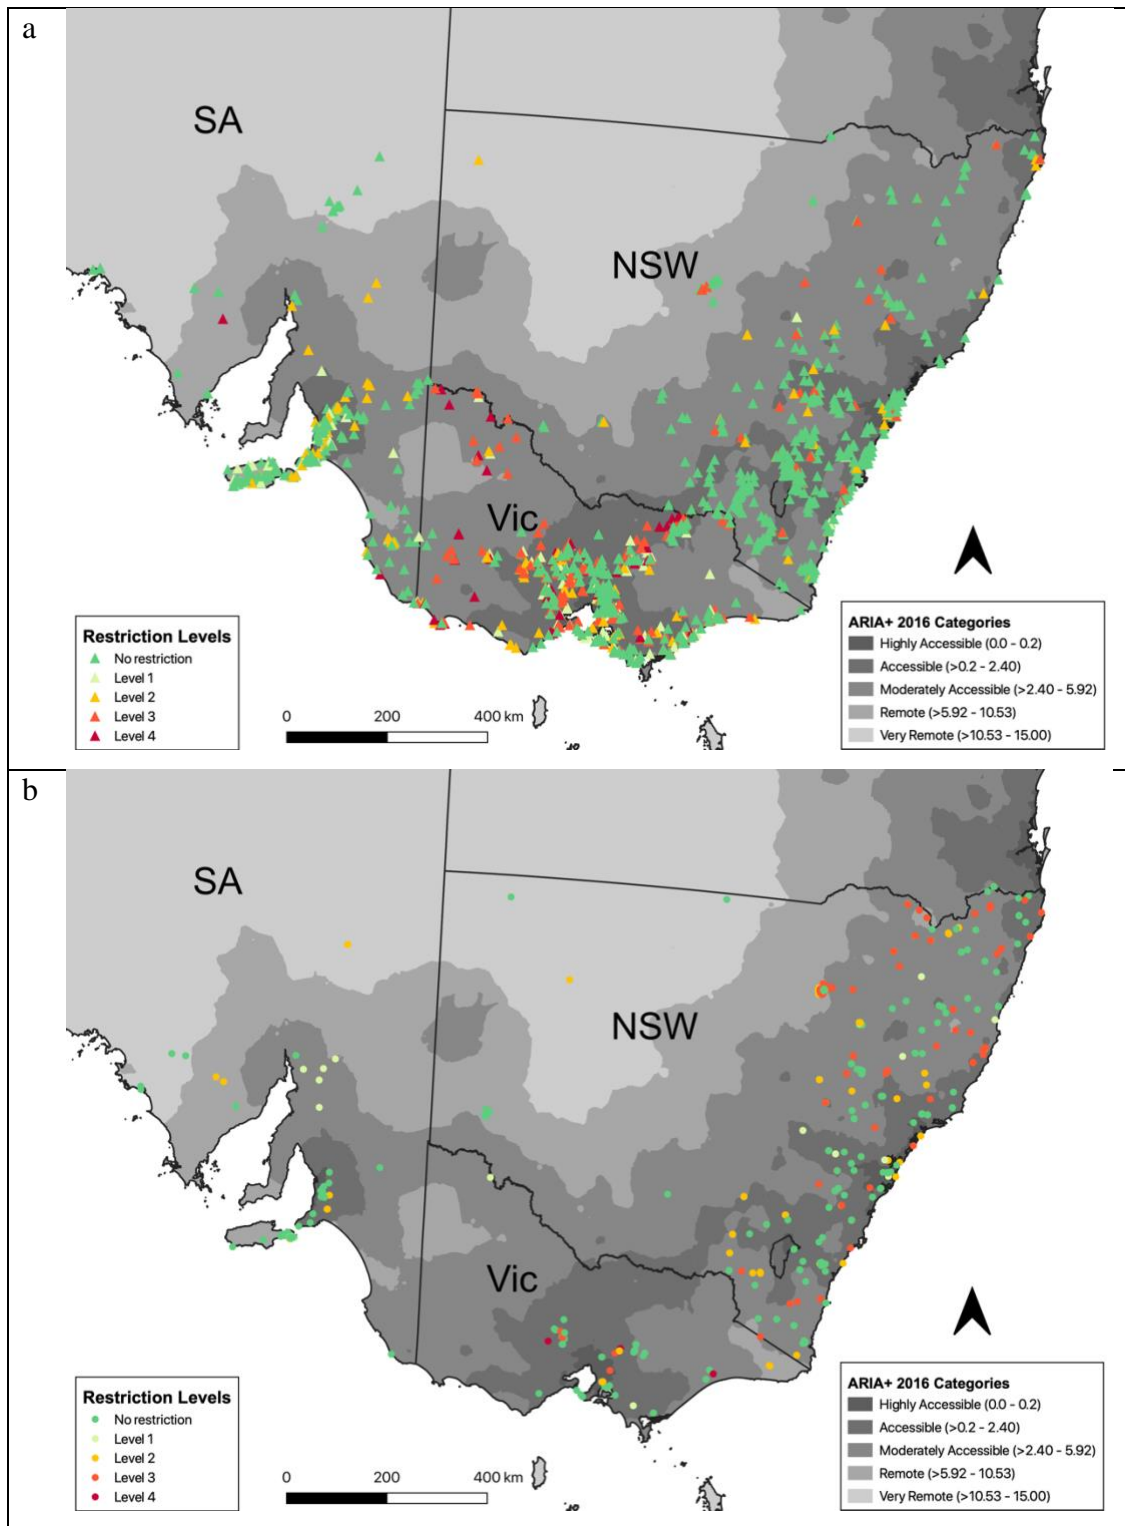 a
SA
NSW
Vic
Restriction Levels
No restriction
Level 1
Level 2
Level 3
Level 4
0 200 400 km
ARIA+ 2016 Categories
Highly Accessible (0.0 - 0.2)
Accessible (>0.2 - 2.40)
Moderately Accessible (>2.40 - 5.92)
Remote (>5.92 - 10.53)
Very Remote (>10.53 - 15.00)
b
SA
NSW
Vic
Restriction Levels
No restriction
Level 1
Level 2
Level 3
Level 4
0 200 400 km
ARIA+ 2016 Categories
Highly Accessible (0.0 - 0.2)
Accessible (>0.2 - 2.40)
Moderately Accessible (>2.40 - 5.92)
Remote (>5.92 - 10.53)
Very Remote (>10.53 - 15.00)